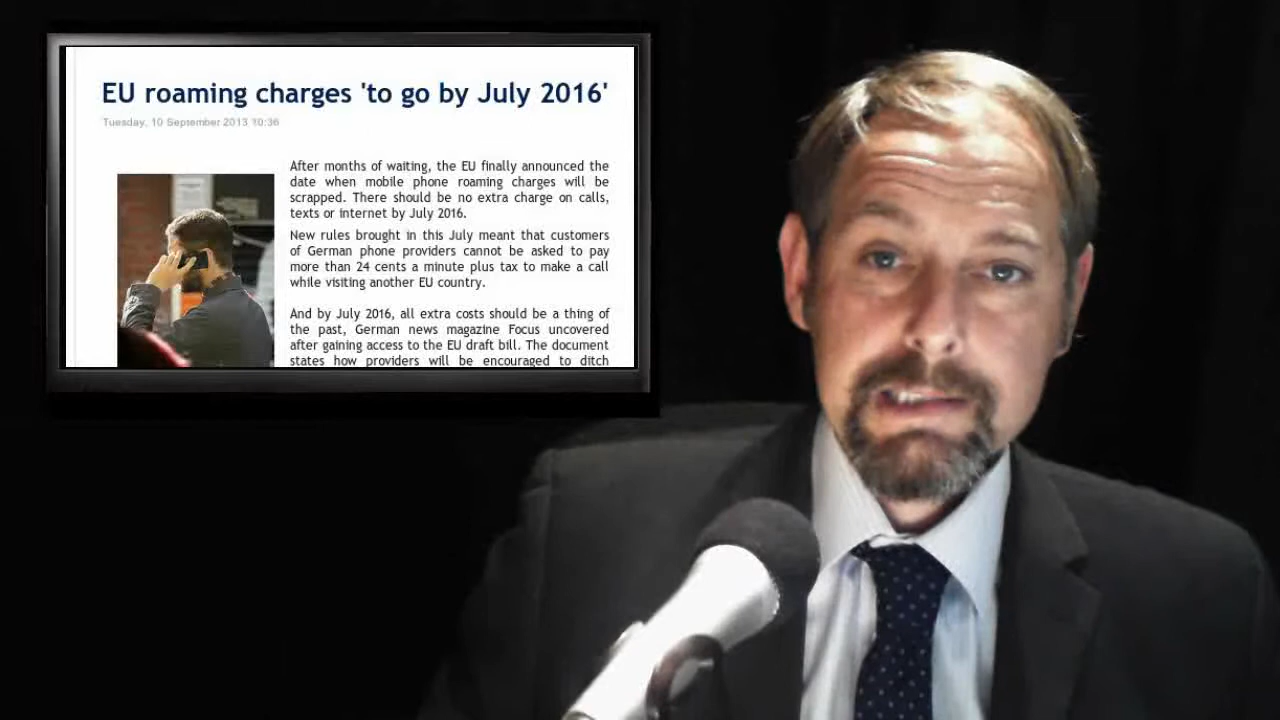 EU roaming charges 'to go by July 2016'
Tuesday, 10 September 2013 10:36
After months of waiting, the EU finally announced the
date when mobile phone roaming charges will be
scrapped. There should be no extra charge on calls,
texts or internet by July 2016.
New rules brought in this July meant that customers
of German phone providers cannot be asked to pay
more than 24 cents a minute plus tax to make a call
while visiting another EU country.
And by July 2016, all extra costs should be a thing of
the past, German news magazine Focus uncovered
after gaining access to the EU draft bill. The document
states how providers will be encouraged to ditch